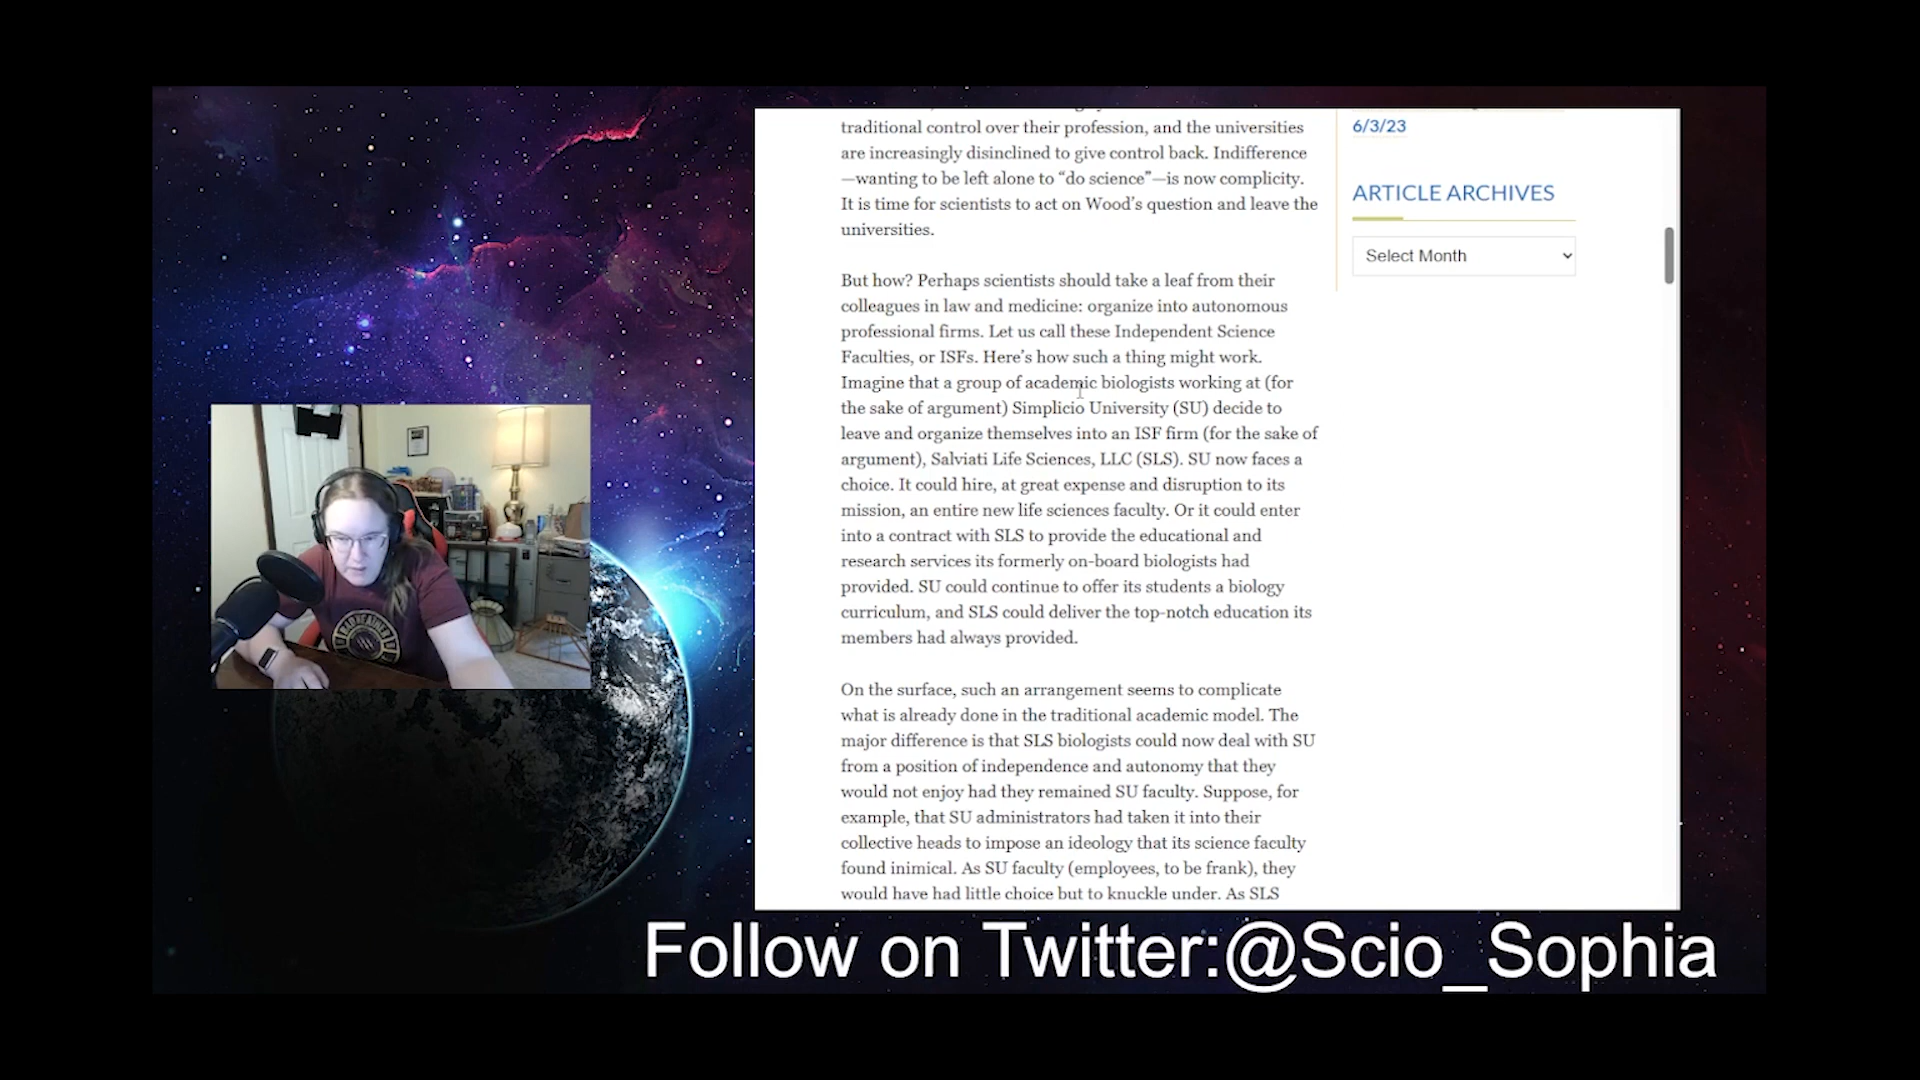 traditional control over their profession, and the universities
are increasingly disinclined to give control back. Indifference
—wanting to be left alone to “do science”—is now complicity.
It is time for scientists to act on Wood’s question and leave the
universities.
But how? Perhaps scientists should take a leaf from their
colleagues in law and medicine: organize into autonomous
professional firms. Let us call these Independent Science
Faculties, or ISFs. Here’s how such a thing might work.
Imagine that a group of academic biologists working at (for
the sake of argument) Simplicio University (SU) decide to
leave and organize themselves into an ISF firm (for the sake of
argument), Salviati Life Sciences, LLC (SLS). SU now faces a
choice. It could hire, at great expense and disruption to its
mission, an entire new life sciences faculty. Or it could enter
into a contract with SLS to provide the educational and
research services its formerly on-board biologists had
provided. SU could continue to offer its students a biology
curriculum, and SLS could deliver the top-notch education its
members had always provided.
On the surface, such an arrangement seems to complicate
what is already done in the traditional academic model. The
major difference is that SLS biologists could now deal with SU
from a position of independence and autonomy that they
would not enjoy had they remained SU faculty. Suppose, for
example, that SU administrators had taken it into their
collective heads to impose an ideology that its science faculty
found inimical. As SU faculty (employees, to be frank), they
would have had little choice but to knuckle under. As SLS
6/3/23
ARTICLE ARCHIVES
Select Month
Follow on Twitter:@Scio_Sophia